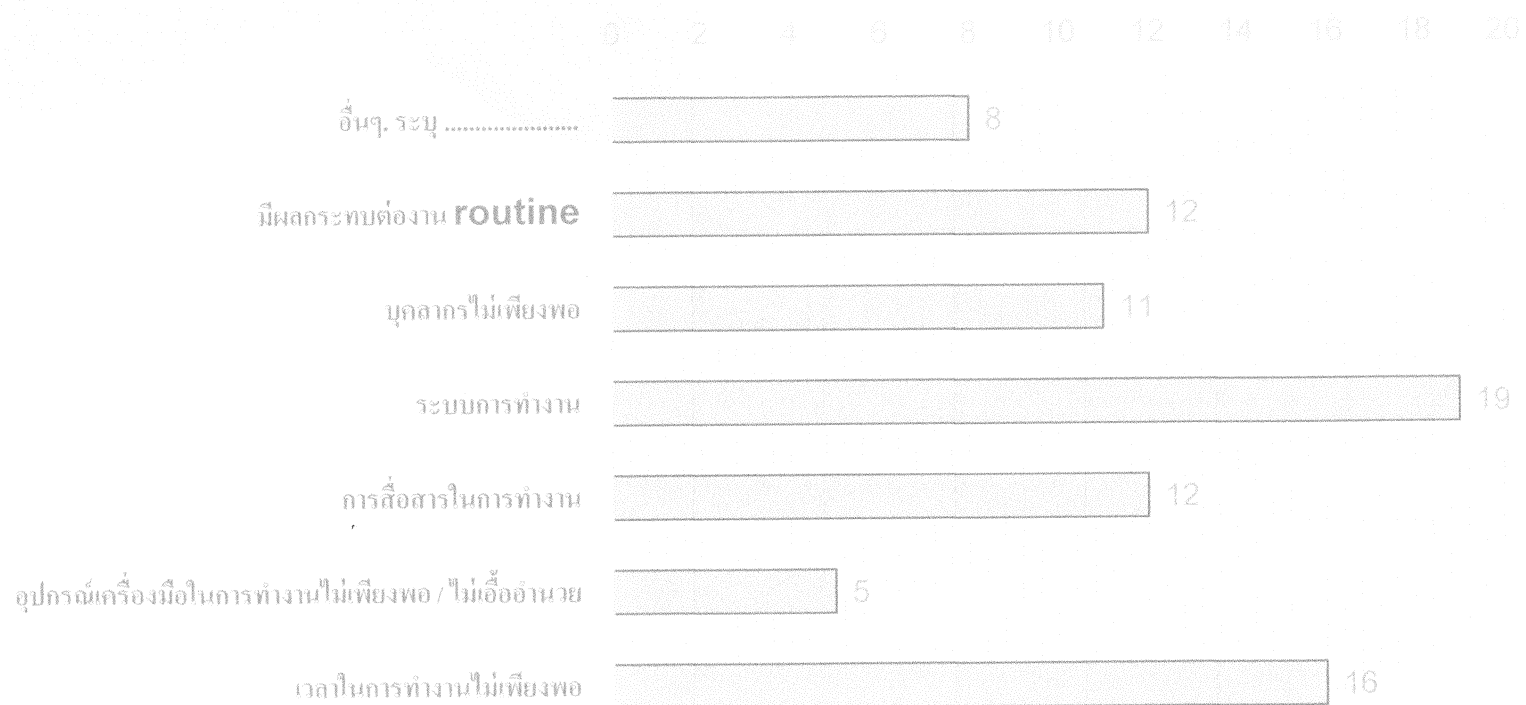 0 2 4 6 8 10 12 14 16 18 20
อื่นๆ, ระบุ ...................... 8
มีผลกระทบต่องาน routine 12
บุคลากรไม่เพียงพอ 11
ระบบการทำงาน 19
การสื่อสารในการทำงาน 12
อุปกรณ์เครื่องมือในการทำงานไม่เพียงพอ / ไม่เอื้ออำนวย 5
เวลาในการทำงานไม่เพียงพอ 16